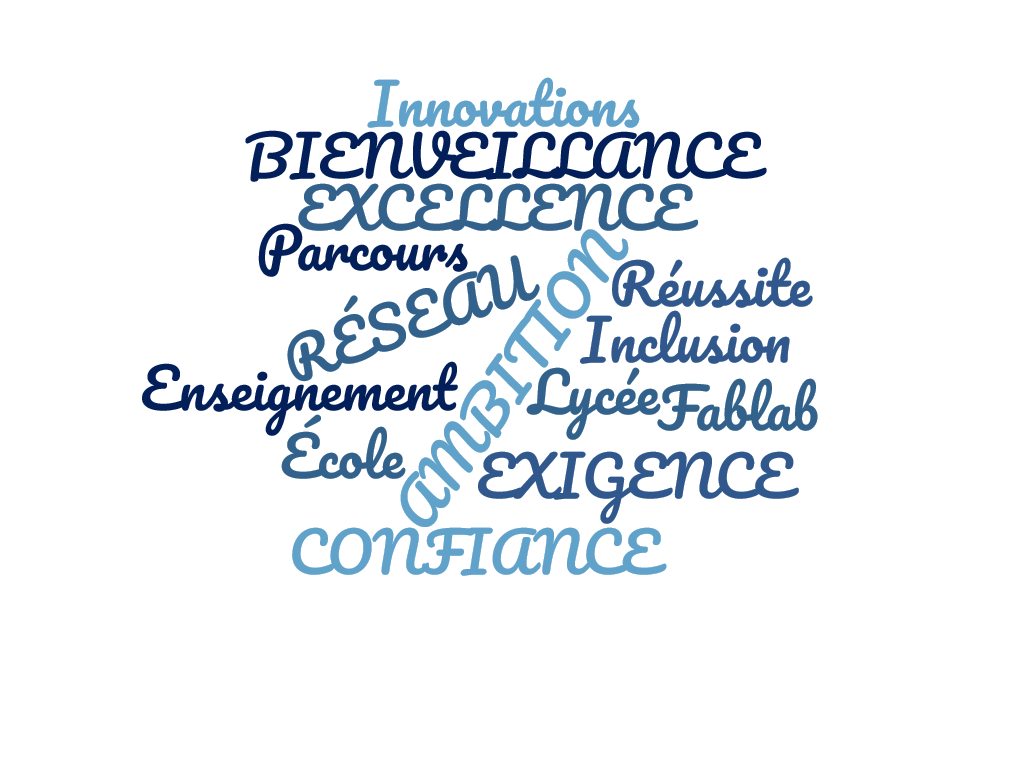 Innovations
BIENVEILLANCE
EXCELLENCE
Parcours
RÉSEAU
AMBITION
Réussite
Inclusion
Enseignement
Lycée
Fablab
École
EXIGENCE
CONFIANCE